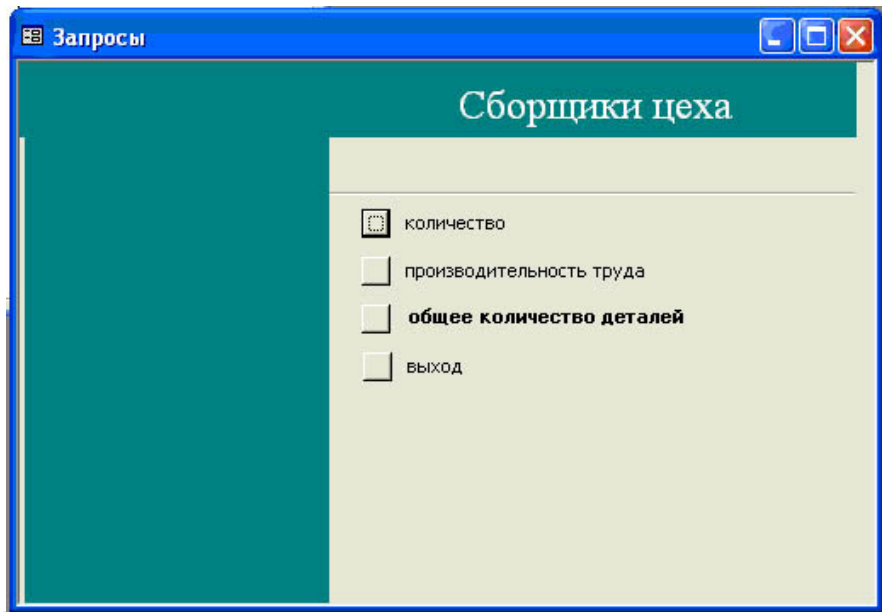 Запросы
Сборщики цеха
количество
производительность труда
общее количество деталей
выход